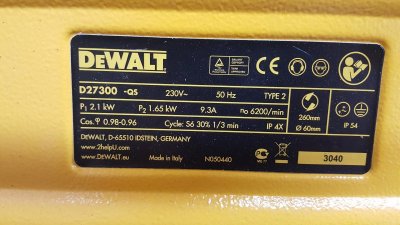 DEWALT
D27300 -QS 230V~ 50 Hz TYPE 2
P1 2.1 kW P2 1.65 kW 9.3A no 6200/min
Cos.φ 0.98-0.96 Cycle: S6 30% 1/3 min IP 4X
260mm
Ø 60mm
IP 54
DEWALT, D-65510 IDSTEIN, GERMANY
www.2helpU.com
www.DEWALT.eu Made in Italy N050440
3040